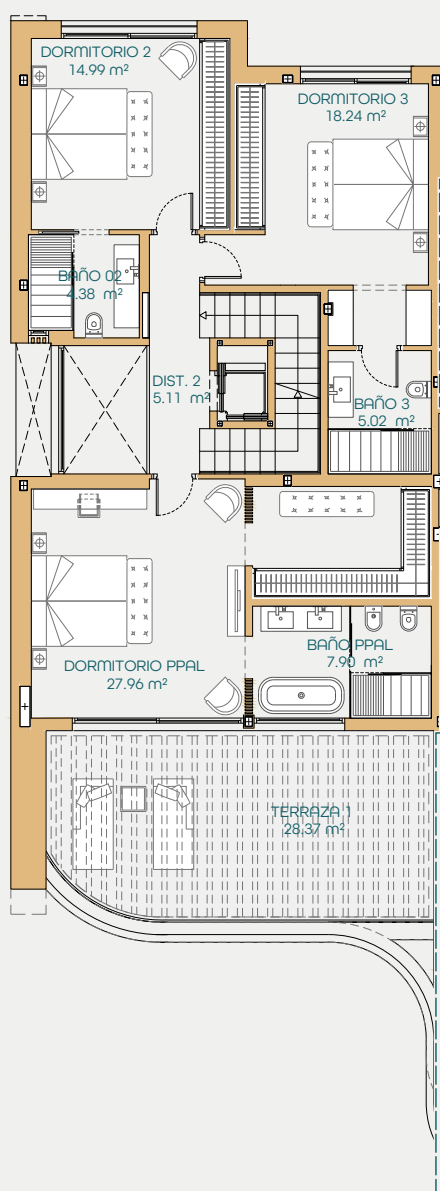 DORMITORIO 2
14.99 m²
DORMITORIO 3
18.24 m²
BAÑO 02
4.38 m²
DIST. 2
5.11 m²
BAÑO 3
5.02 m²
DORMITORIO PPAL
27.96 m²
BAÑO PPAL
7.90 m²
TERRAZA 1
28.37 m²